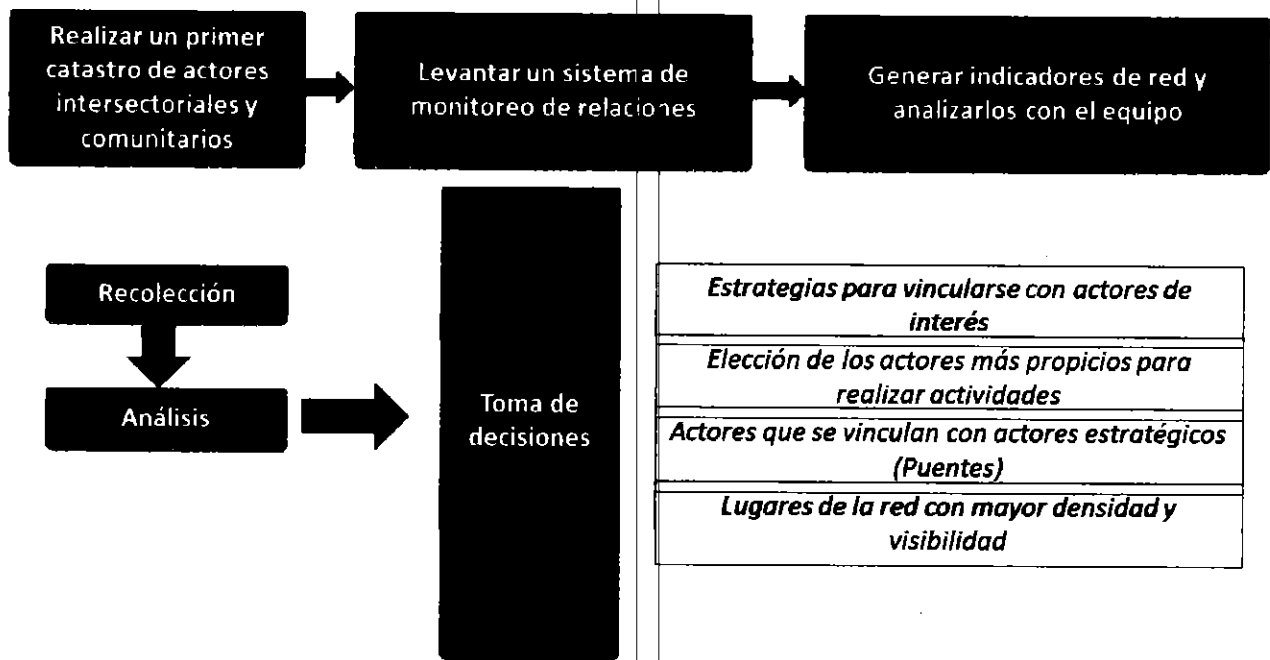 Realizar un primer
catastro de actores
intersectoriales y
comunitarios
Levantar un sistema de
monitoreo de relaciones
Generar indicadores de red y
analizarlos con el equipo
Recolección
Análisis
Toma de
decisiones
Estrategias para vincularse con actores de
interés
Elección de los actores más propicios para
realizar actividades
Actores que se vinculan con actores estratégicos
(Puentes)
Lugares de la red con mayor densidad y
visibilidad